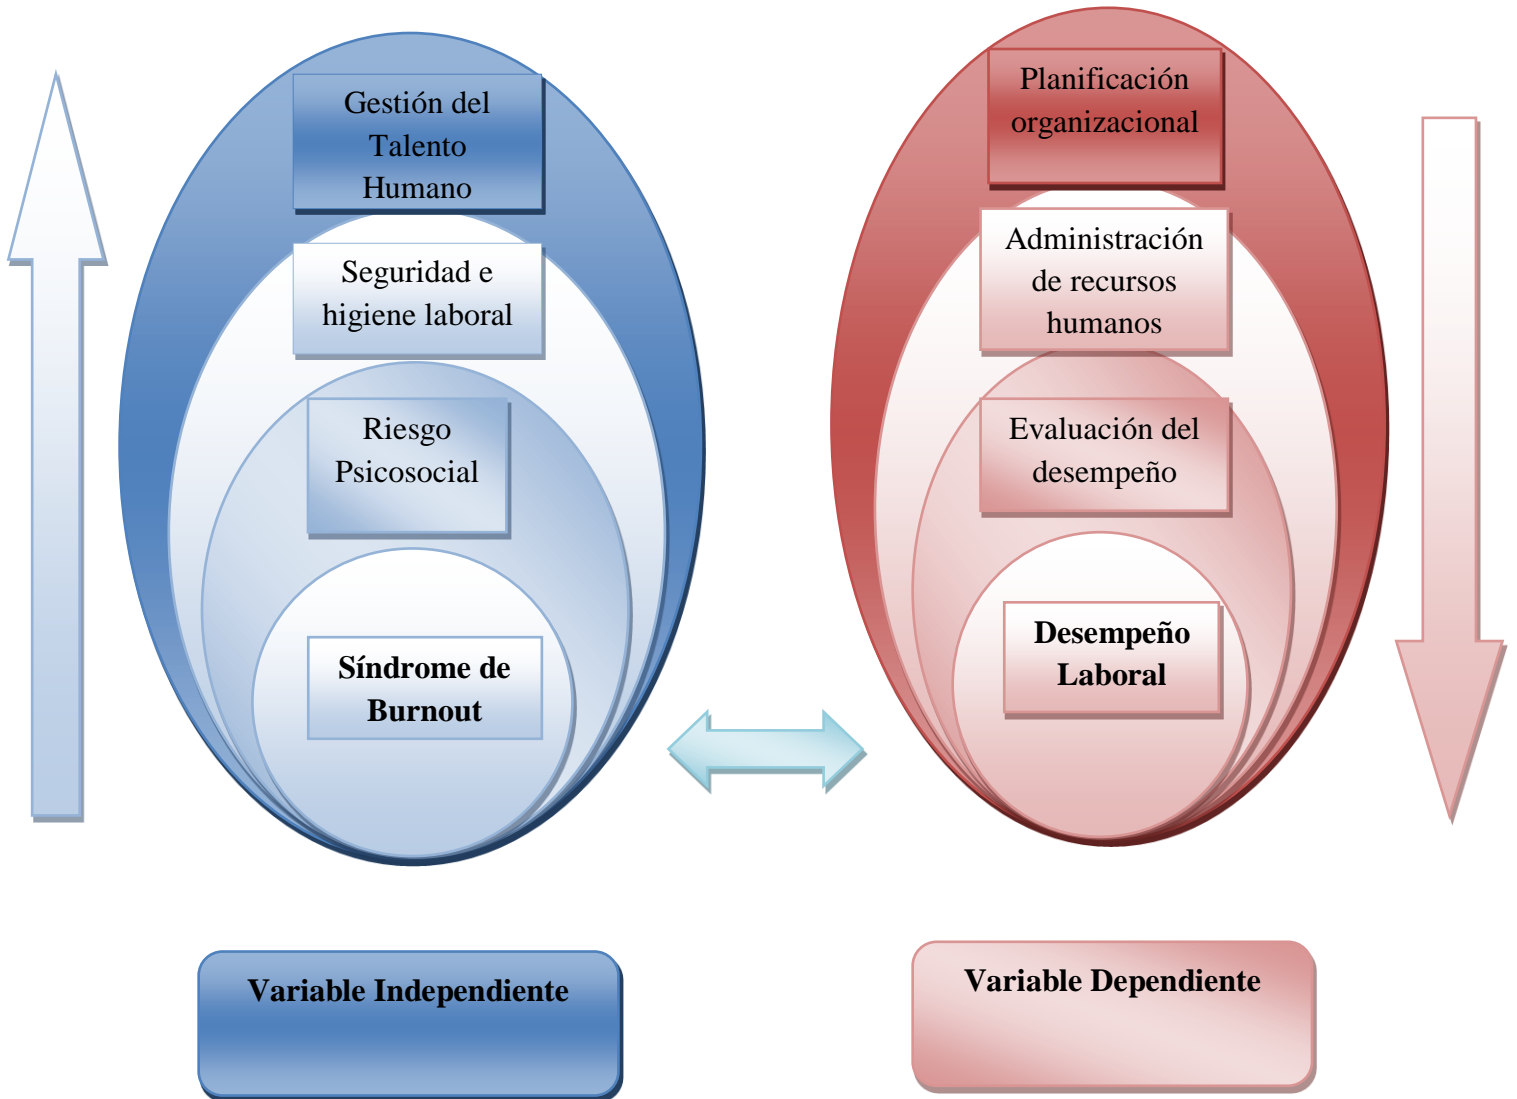 Gestión del
Talento
Humano
Seguridad e
higiene laboral
Riesgo
Psicosocial
Síndrome de
Burnout
Planificación
organizacional
Administración
de recursos
humanos
Evaluación del
desempeño
Desempeño
Laboral
Variable Independiente
Variable Dependiente